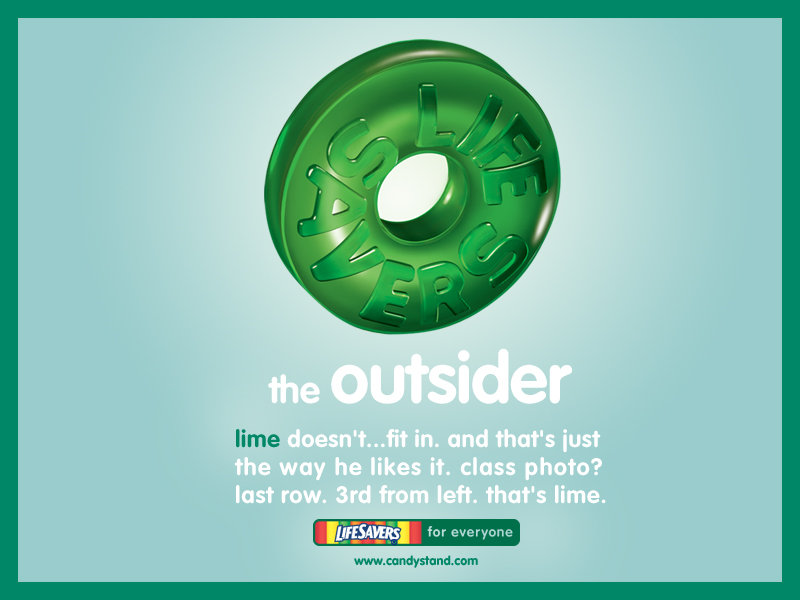 LIFE SAVERS
the outsider
lime doesn't...fit in. and that's just
the way he likes it. class photo?
last row. 3rd from left. that's lime.
LIFESAVERS for everyone
www.candystand.com